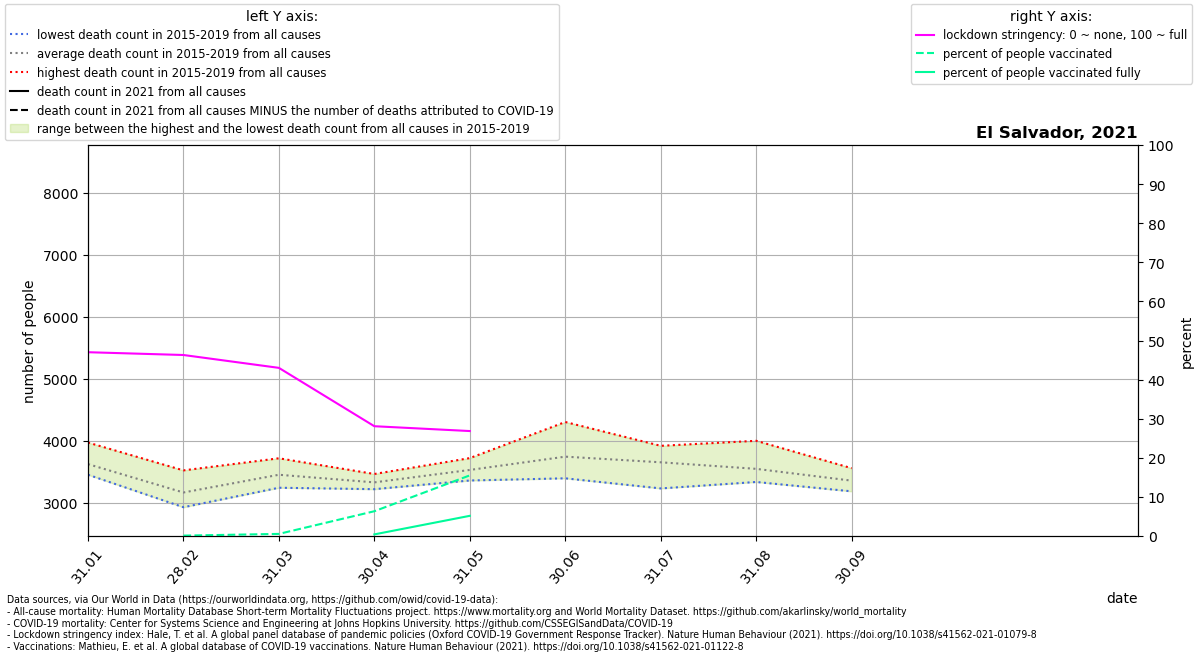 left Y axis:
lowest death count in 2015-2019 from all causes
average death count in 2015-2019 from all causes
highest death count in 2015-2019 from all causes
death count in 2021 from all causes
death count in 2021 from all causes MINUS the number of deaths attributed to COVID-19
range between the highest and the lowest death count from all causes in 2015-2019
right Y axis:
lockdown stringency: 0 ~ none, 100 ~ full
percent of people vaccinated
percent of people vaccinated fully
El Salvador, 2021
number of people
8000
7000
6000
5000
4000
3000
100
90
80
70
60
50
40
30
20
10
0
percent
31.01
28.02
31.03
30.04
31.05
30.06
31.07
31.08
30.09
date
Data sources, via Our World in Data (https://ourworldindata.org, https://github.com/owid/covid-19-data):
- All-cause mortality: Human Mortality Database Short-term Mortality Fluctuations project. https://www.mortality.org and World Mortality Dataset. https://github.com/akarlinsky/world_mortality
- COVID-19 mortality: Center for Systems Science and Engineering at Johns Hopkins University. https://github.com/CSSEGISandData/COVID-19
- Lockdown stringency index: Hale, T. et al. A global panel database of pandemic policies (Oxford COVID-19 Government Response Tracker). Nature Human Behaviour (2021). https://doi.org/10.1038/s41562-021-01079-8
- Vaccinations: Mathieu, E. et al. A global database of COVID-19 vaccinations. Nature Human Behaviour (2021). https://doi.org/10.1038/s41562-021-01122-8